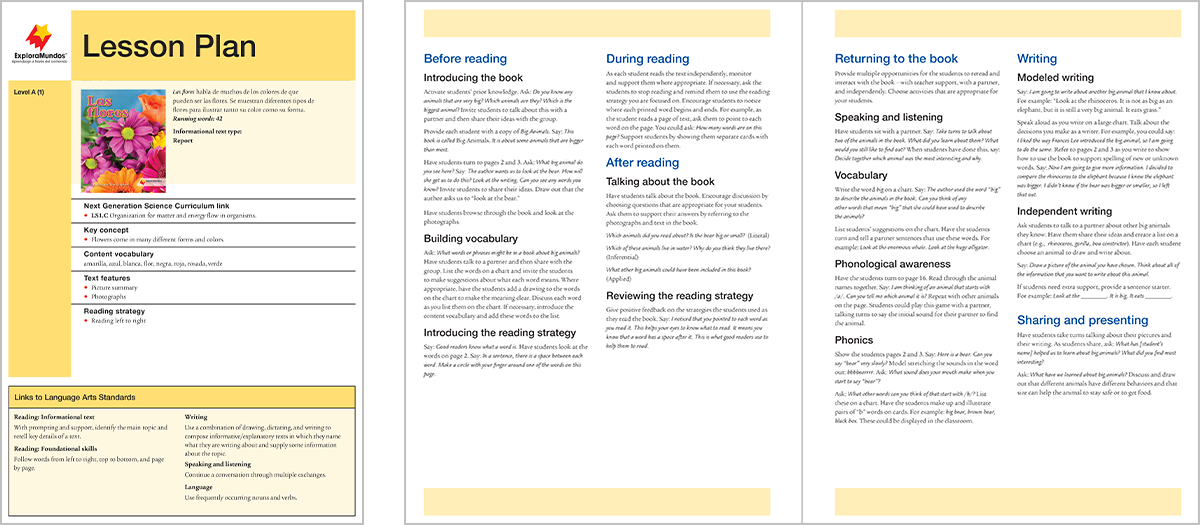 ExploraMundos
Aprendizaje a través del contenido
Lesson Plan
Level A (1)
Las
flores
Las flores habla de muchas de los colores de que
pueden ser las flores. Se muestran diferentes tipos de
flores para ilustrar tanto su color como su forma.
Running words: 42
Informational text type:
Report
Next Generation Science Curriculum link
• LS1.C Organization for matter and energy flow in organisms.
Key concept
• Flowers come in many different forms and colors.
Content vocabulary
amarilla, azul, blanca, flor, negra, roja, rosada, verde
Text features
• Picture summary
• Photographs
Reading strategy
• Reading left to right
Links to Language Arts Standards
Reading: Informational text
With prompting and support, identify the main topic and
retell key details of a text.
Reading: Foundational skills
Follow words from left to right, top to bottom, and page
by page.
Writing
Use a combination of drawing, dictating, and writing to
compose informative/explanatory texts in which they name
what they are writing about and supply some information
about the topic.
Speaking and listening
Continue a conversation through multiple exchanges.
Language
Use frequently occurring nouns and verbs.
Before reading
Introducing the book
Activate students' prior knowledge. Ask: Do you know any
animals that are very big? Which animals are they? Which is the
biggest animal? Invite students to talk about this with a
partner and then share their ideas with the group.
Provide each student with a copy of Big Animals. Say: This
book is called Big Animals. It is about some animals that are bigger
than most.
Have students turn to pages 2 and 3. Ask: What big animal do
you see here? Say: The author wants us to look at the bear. How will
she get us to do this? Look at the writing. Can you see any words you
know? Invite students to share their ideas. Draw out that the
author asks us to "look at the bear."
Have students browse through the book and look at the
photographs.
Building vocabulary
Ask: What words or phrases might be in a book about big animals?
Have students talk to a partner and then share with the
group. List the words on a chart and invite the students
to make suggestions about what each word means. Where
appropriate, have the students add a drawing to the words
on the chart to make the meaning clear. Discuss each word
as you list them on the chart. If necessary, introduce the
content vocabulary and add these words to the list.
Introducing the reading strategy
Say: Good readers know what a word is. Have students look at the
words on page 2. Say: In a sentence, there is a space between each
word. Make a circle with your finger around one of the words on this
page.
During reading
As each student reads the text independently, monitor
and support them where appropriate. If necessary, ask the
students to stop reading and remind them to use the reading
strategy you are focused on. Encourage students to notice
where each printed word begins and ends. For example, as
the student reads a page of text, ask them to point to each
word on the page. You could ask: How many words are on this
page? Support students by showing them separate cards with
each word printed on them.
After reading
Talking about the book
Have students talk about the book. Encourage discussion by
choosing questions that are appropriate for your students.
Ask them to support their answers by referring to the
photographs and text in the book.
Which animals did you read about? Is the bear big or small? (Literal)
Which of these animals live in water? Why do you think they live there?
(Inferential)
What other big animals could have been included in this book?
(Applied)
Reviewing the reading strategy
Give positive feedback on the strategies the students used as
they read the book. Say: I noticed that you pointed to each word as
you read it. This helps your eyes to know what to read. It means you
know that a word has a space after it. This is what good readers use to
help them to read.
Returning to the book
Provide multiple opportunities for the students to reread and
interact with the book – with teacher support, with a partner,
and independently. Choose activities that are appropriate for
your students.
Speaking and listening
Have students sit with a partner. Say: Take turns to talk about
two of the animals in the book. What did you learn about them? What
would you still like to find out? When students have done this, say:
Decide together which animal was the most interesting and why.
Vocabulary
Write the word big on a chart. Say: The author used the word "big"
to describe the animals in the book. Can you think of any
other words that mean "big" that she could have used to describe
the animals?
List students' suggestions on the chart. Have the students
turn and tell a partner sentences that use these words. For
example: Look at the enormous whale. Look at the huge alligator.
Phonological awareness
Have the students turn to page 16. Read through the animal
names together. Say: I am thinking of an animal that starts with
/a/. Can you tell me which animal it is? Repeat with other animals
on the page. Students could play this game with a partner,
talking turns to say the initial sound for their partner to find
the animal.
Phonics
Show the students pages 2 and 3. Say: Here is a bear. Can you
say "bear" very slowly? Model stretching the sounds in the word
out: bbbbearrrr. Ask: What sound does your mouth make when you
start to say "bear"?
Ask: What other words can you think of that start with /b/? List
these on a chart. Have the students make up and illustrate
pairs of "b" words on cards. For example: big bear, brown bear,
black box. These could be displayed in the classroom.
Writing
Modeled writing
Say: I am going to write about another big animal that I know about.
For example: "Look at the rhinoceros. It is not as big as an
elephant, but it is still a very big animal. It eats grass."
Speak aloud as you write on a large chart. Talk about the
decisions you make as a writer. For example, you could say:
I liked the way Frances Lee introduced the big animal, so I am going
to do the same. Refer to pages 2 and 3 as you write to show
how to use the book to support spelling of new or unknown
words. Say: Now I am going to give more information. I decided to
compare the rhinoceros to the elephant because I know the elephant
was bigger. I didn't know if the bear was bigger or smaller, so I left
that out.
Independent writing
Ask students to talk to a partner about other big animals
they know. Have them share their ideas and create a list on a
chart (e.g., rhinoceros, gorilla, boa constrictor). Have each student
choose an animal to draw and write about.
Say: Draw a picture of the animal you have chosen. Think about all of
the information that you want to write about this animal.
If students need extra support, provide a sentence starter.
For example: Look at the ________. It is big. It eats ________.
Sharing and presenting
Have students take turns talking about their pictures and
their writing. As students share, ask: What has [student's
name] helped us to learn about big animals? What did you find most
interesting?
Ask: What have we learned about big animals? Discuss and draw
out that different animals have different behaviors and that
size can help the animal to stay safe or to get food.